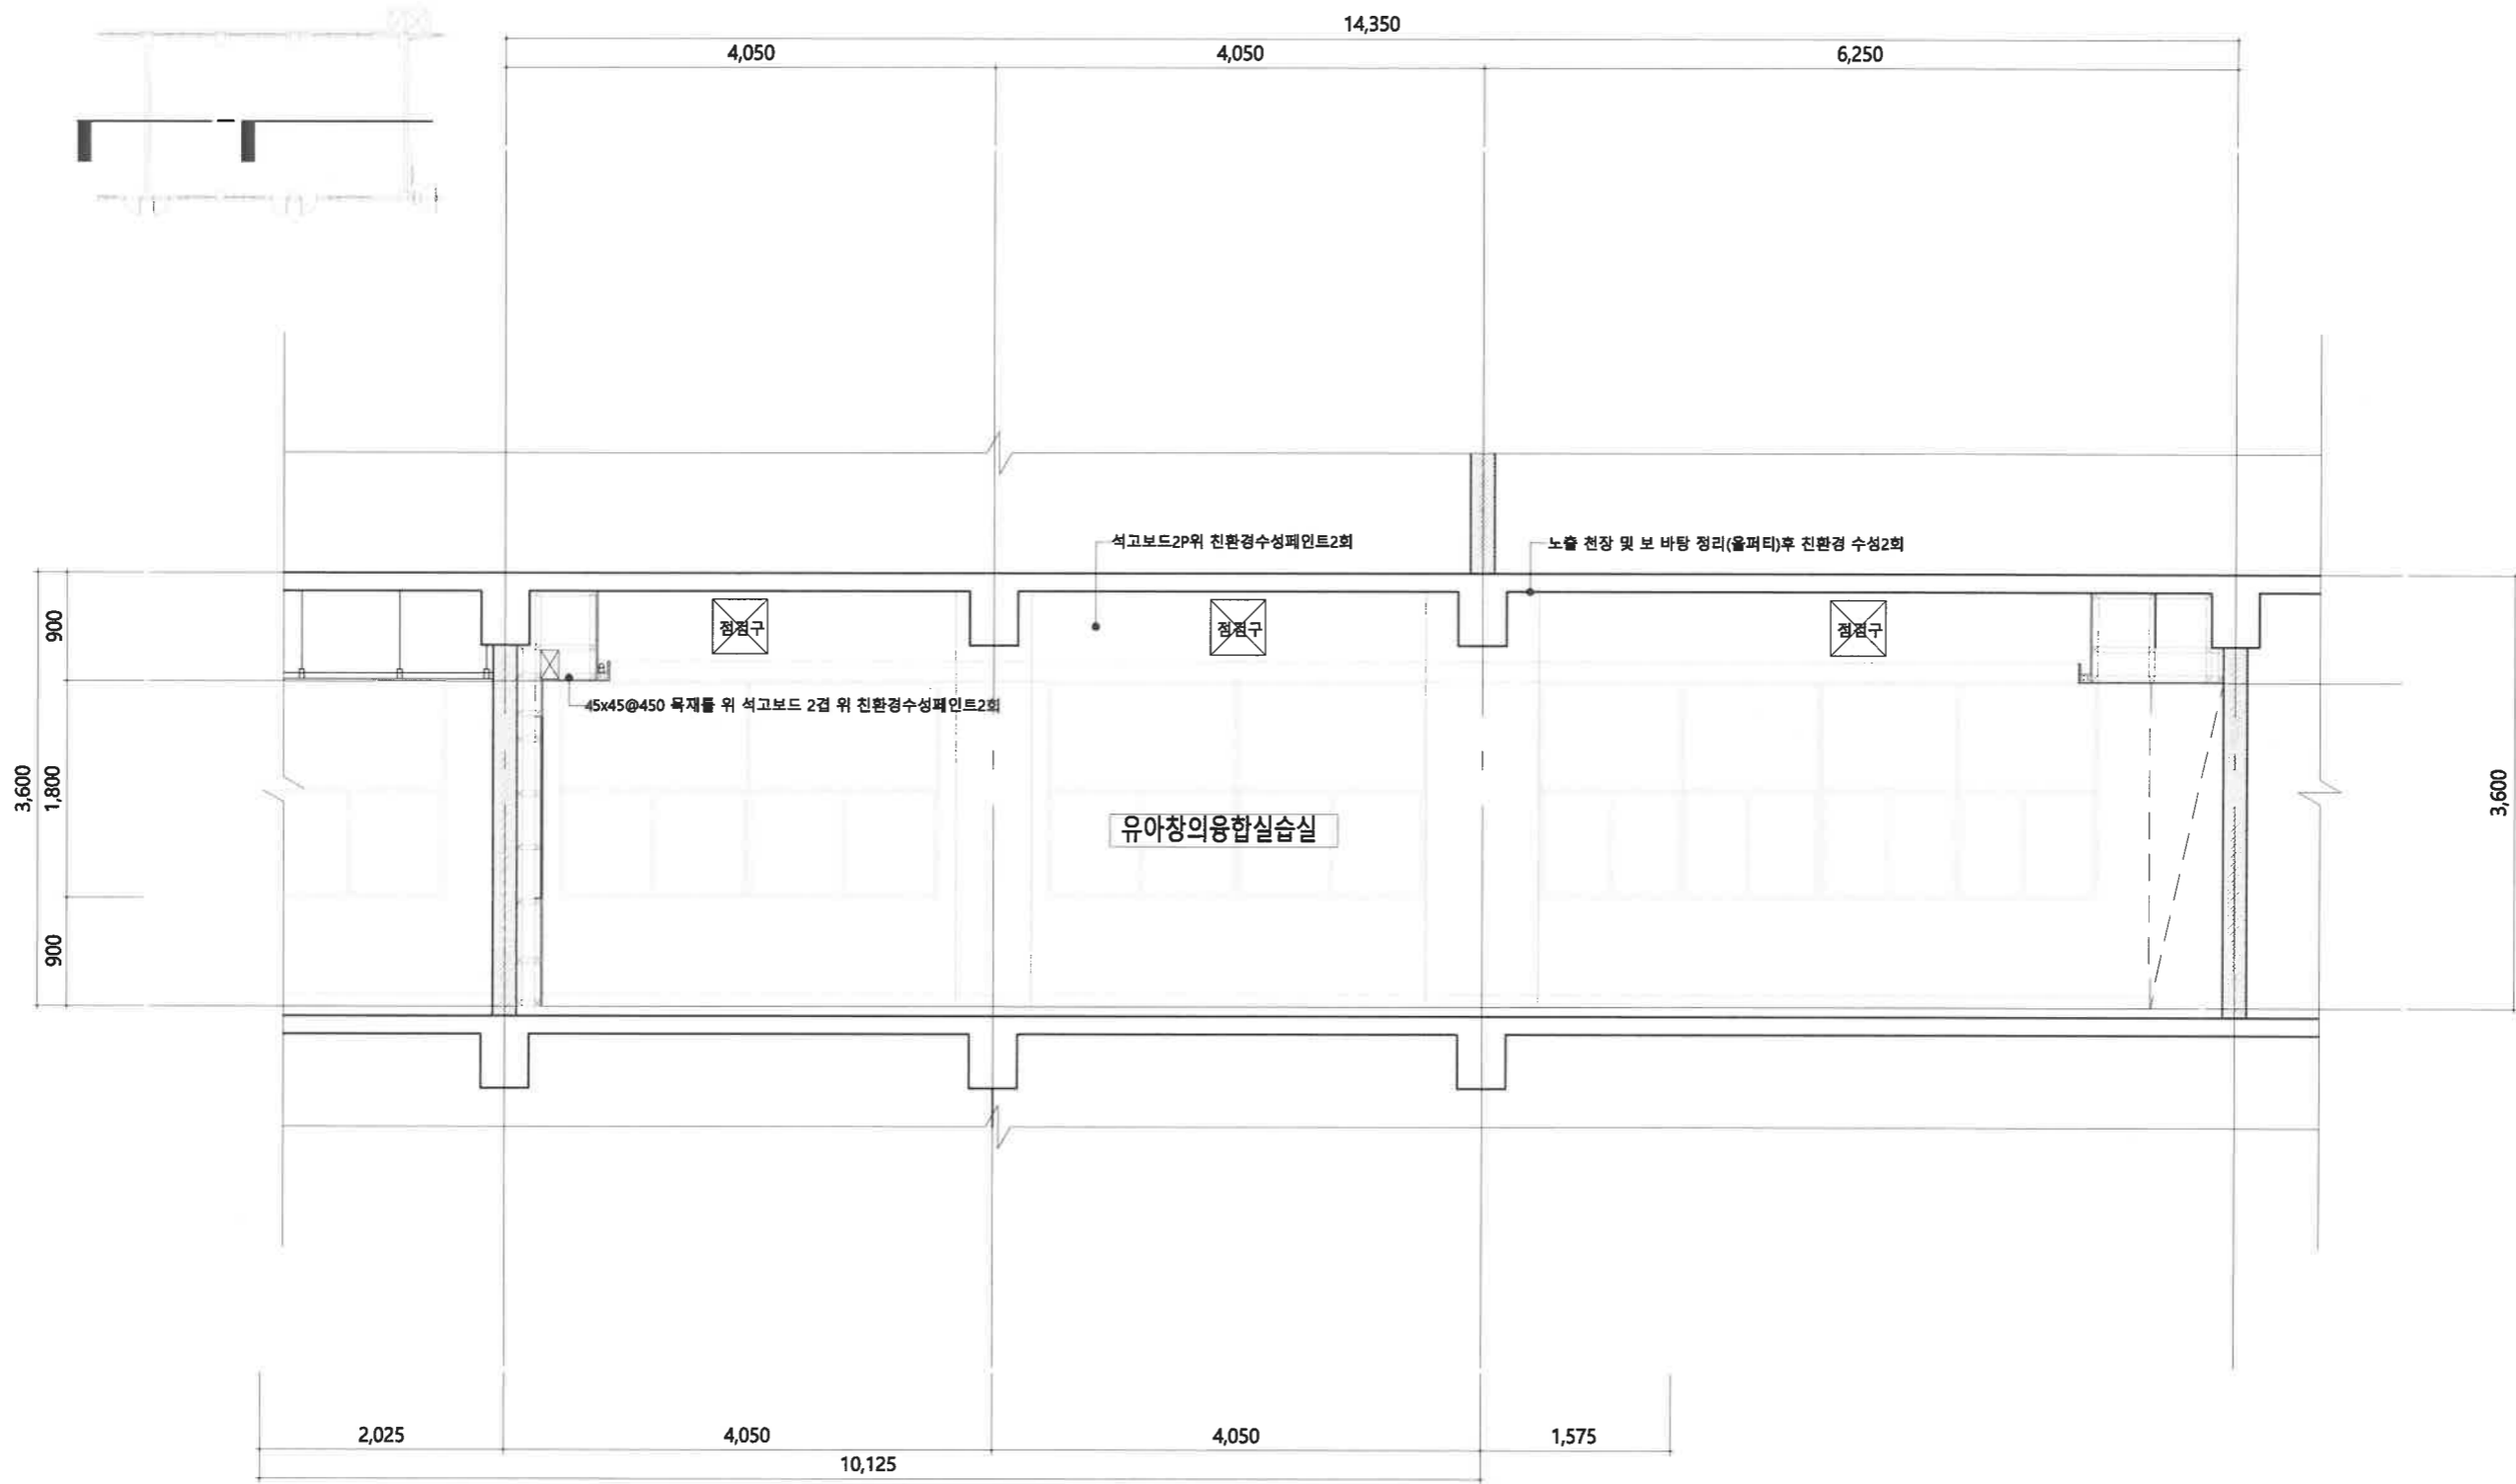 14,350
4,050
4,050
6,250
석고보드2P위 친환경수성페인트2회
노출 천장 및 보 바탕 정리(올퍼티)후 친환경 수성2회
점검구
점검구
점검구
45x45@450 목재틀 위 석고보드 2겹 위 친환경수성페인트2회
유아창의융합실습실
900
3,600
1,800
900
3,600
2,025
4,050
4,050
1,575
10,125